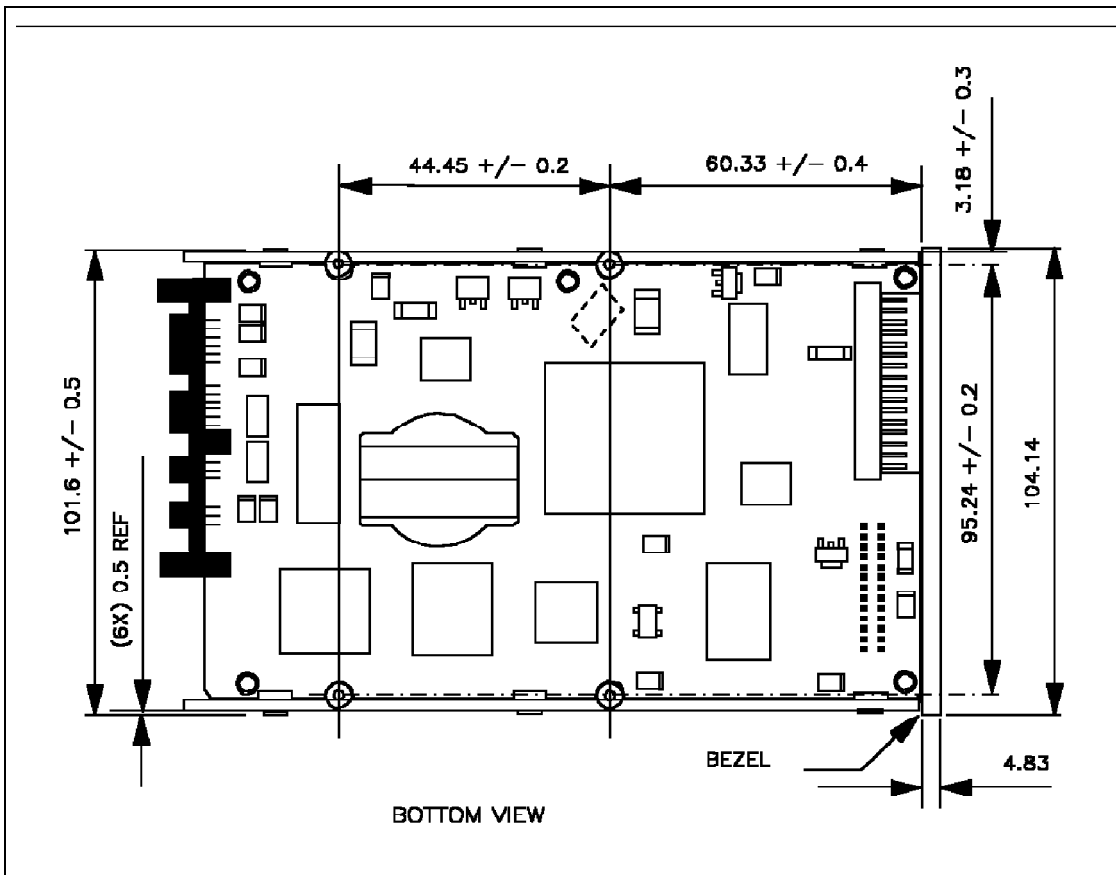 44.45 +/- 0.2
60.33 +/- 0.4
3.18 +/- 0.3
101.6 +/- 0.5
(6X) 0.5 REF
95.24 +/- 0.2
104.14
BEZEL
4.83
BOTTOM VIEW